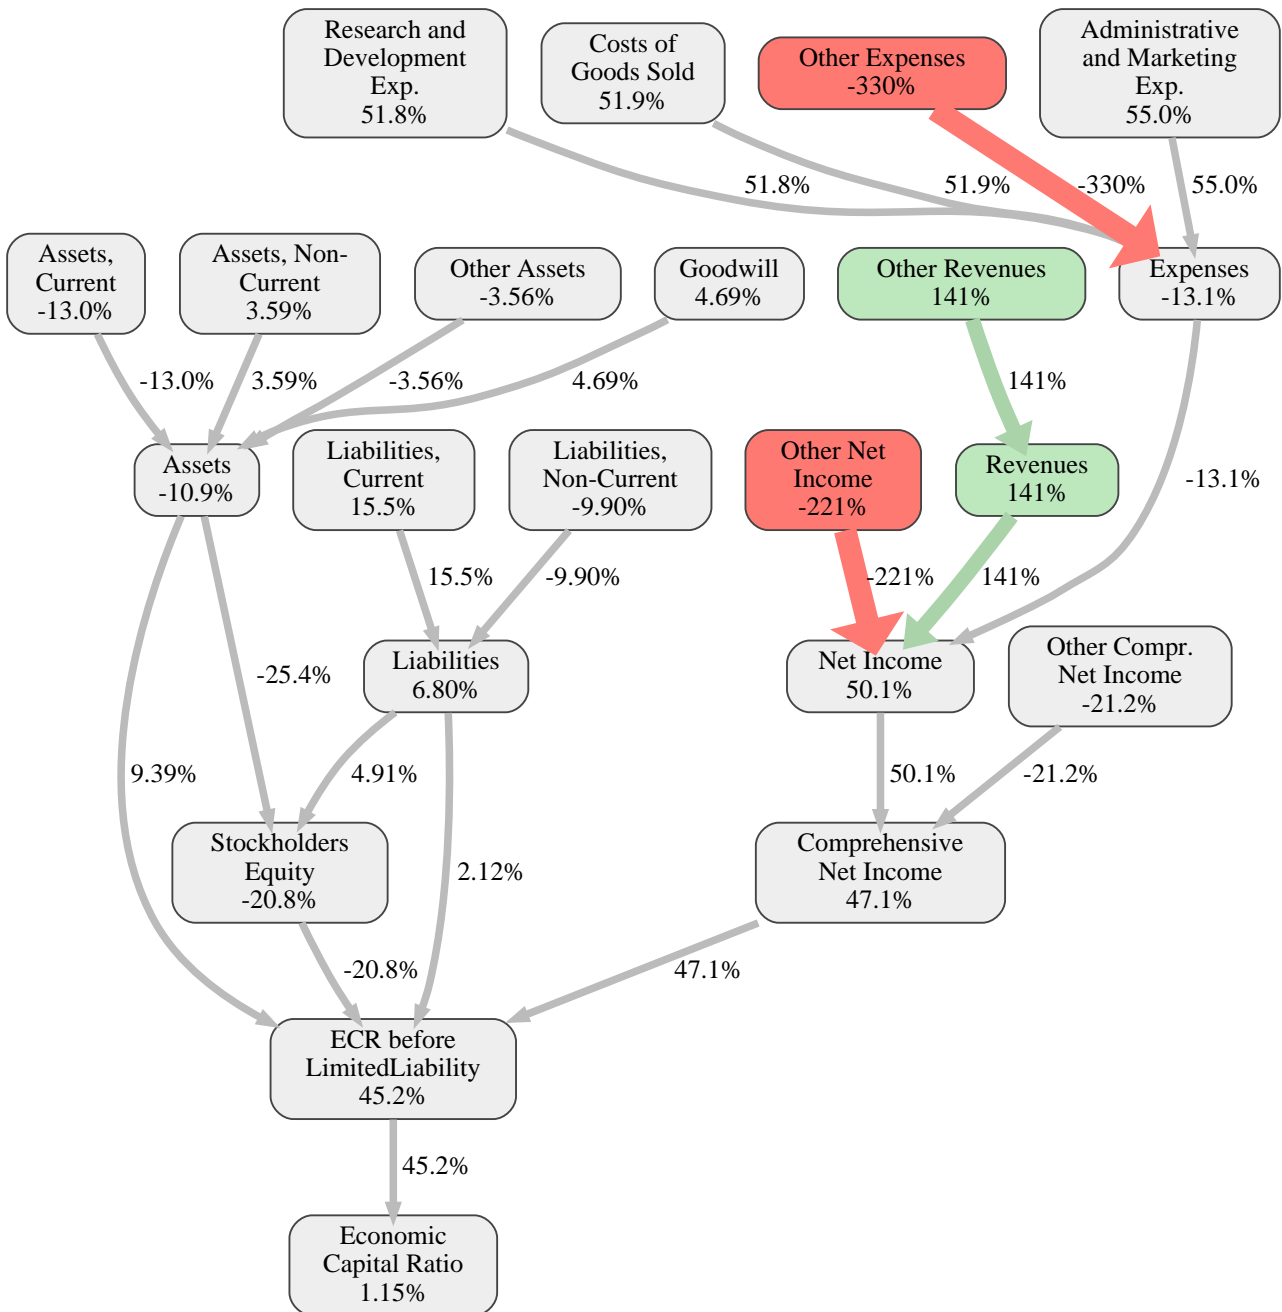 Research and
Development
Exp.
51.8%
Costs of
Goods Sold
51.9%
Other Expenses
-330%
Administrative
and Marketing
Exp.
55.0%
51.8%
51.9%
-330%
55.0%
Assets,
Current
-13.0%
Assets, Non-
Current
3.59%
Other Assets
-3.56%
Goodwill
4.69%
Other Revenues
141%
Expenses
-13.1%
-13.0%
3.59%
-3.56%
4.69%
141%
Assets
-10.9%
Liabilities,
Current
15.5%
Liabilities,
Non-Current
-9.90%
Other Net
Income
-221%
Revenues
141%
-13.1%
15.5%
-9.90%
-221%
141%
-25.4%
Liabilities
6.80%
Net Income
50.1%
Other Compr.
Net Income
-21.2%
9.39%
4.91%
50.1%
-21.2%
Stockholders
Equity
-20.8%
2.12%
Comprehensive
Net Income
47.1%
-20.8%
47.1%
ECR before
LimitedLiability
45.2%
45.2%
Economic
Capital Ratio
1.15%